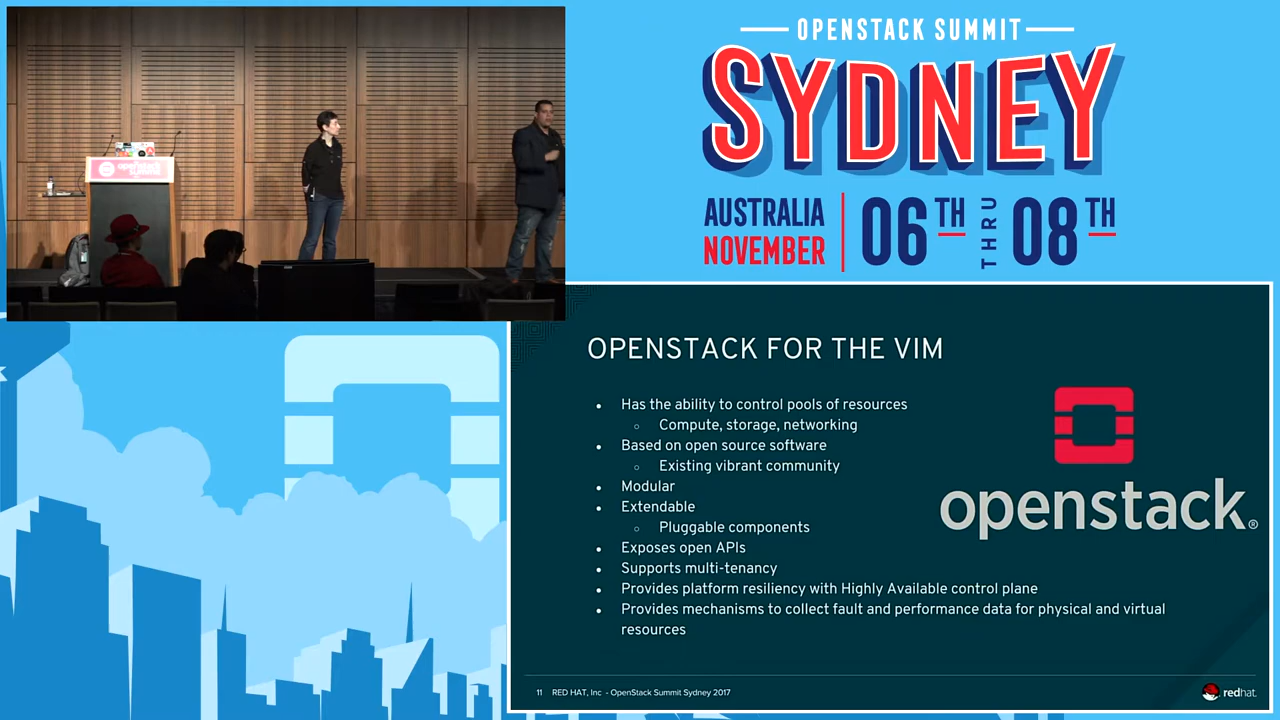 OPENSTACK SUMMIT
SYDNEY
AUSTRALIA
NOVEMBER
06TH
THRU
08TH
OPENSTACK FOR THE VIM
• Has the ability to control pools of resources
○ Compute, storage, networking
• Based on open source software
○ Existing vibrant community
• Modular
• Extendable
○ Pluggable components
• Exposes open APIs
• Supports multi-tenancy
• Provides platform resiliency with Highly Available control plane
• Provides mechanisms to collect fault and performance data for physical and virtual
resources
openstack®
11 RED HAT, Inc - OpenStack Summit Sydney 2017
redhat.